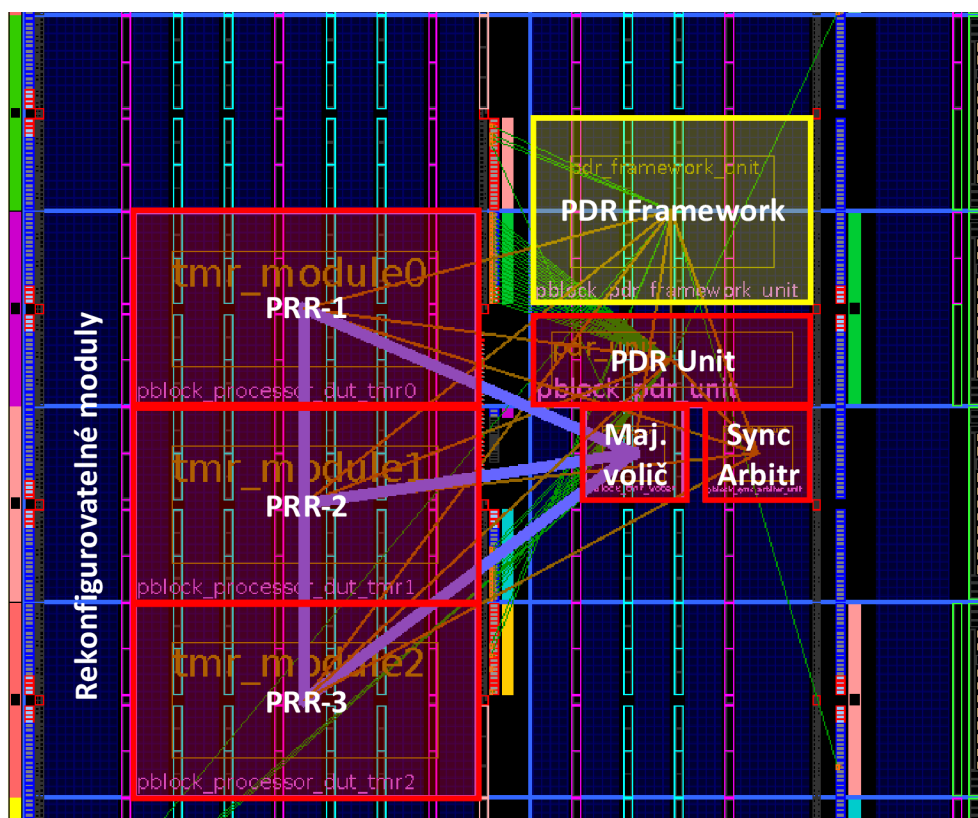 Rekonfigurovatelné moduly
tmr_module0
PRR-1
pblock_processor_dut_tmr0
tmr_module1
PRR-2
pblock_processor_dut_tmr1
tmr_module2
PRR-3
pblock_processor_dut_tmr2
pdr_framework_unit
PDR Framework
pblock_pdr_framework_unit
PDR Unit
pblock_pdr_unit
Maj.
volič
Sync
Arbitr